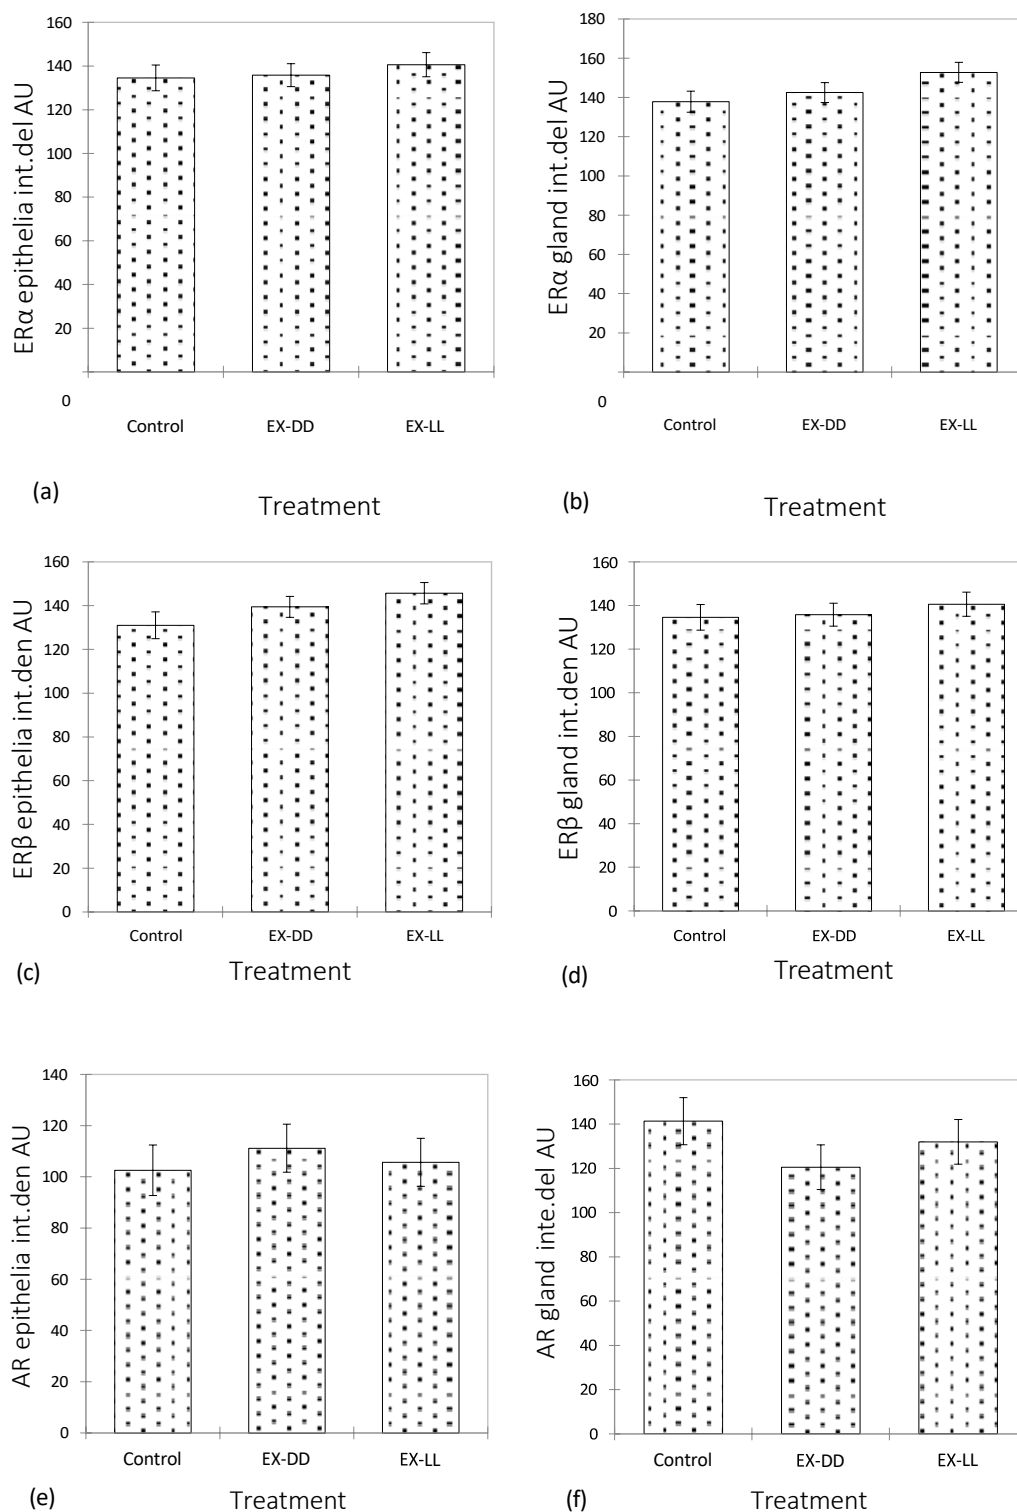 160
140
120
100
80
60
40
20
0
ERα epithelia int.del AU
Control EX-DD EX-LL
(a)
Treatment
180
160
140
120
100
80
60
40
20
0
ERα gland int.del AU
Control EX-DD EX-LL
(b)
Treatment
160
140
120
100
80
60
40
20
0
ERβ epithelia int.den AU
Control EX-DD EX-LL
(c)
Treatment
160
140
120
100
80
60
40
20
0
ERβ gland int.den AU
Control EX-DD EX-LL
(d)
Treatment
140
120
100
80
60
40
20
0
AR epithelia int.den AU
Control EX-DD EX-LL
(e)
Treatment
160
140
120
100
80
60
40
20
0
AR gland inte.del AU
Control EX-DD EX-LL
(f)
Treatment